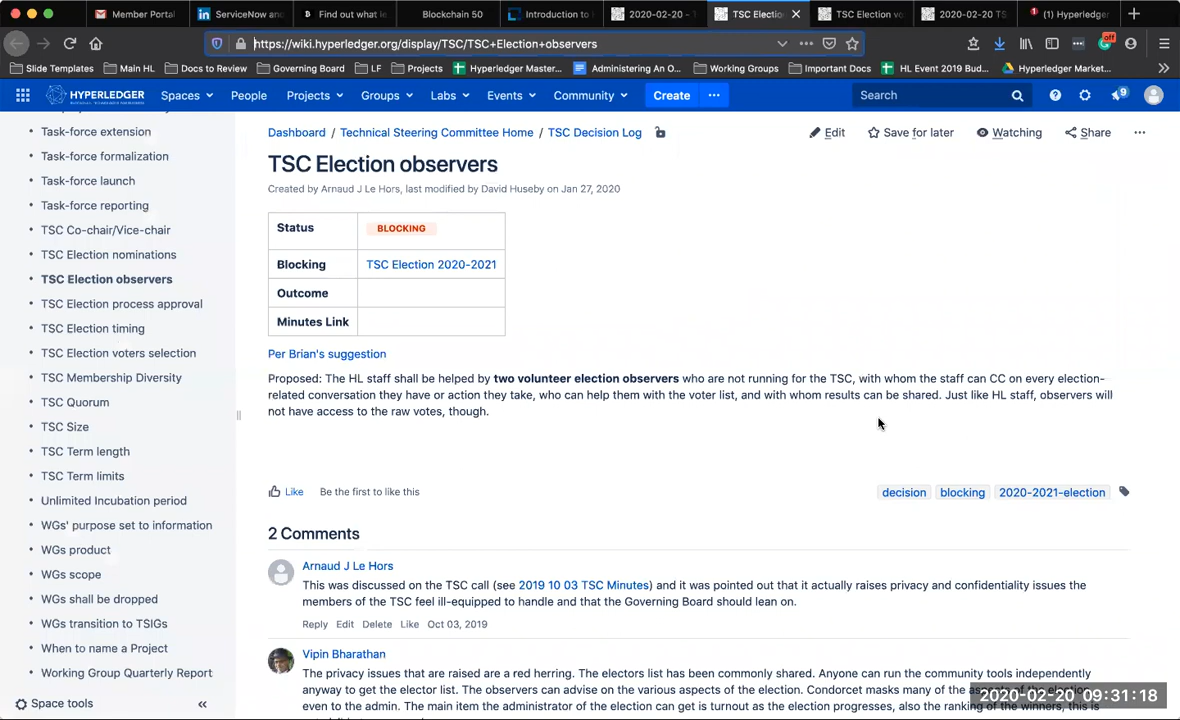 Member Portal
ServiceNow and
Find out what i
Blockchain 50
Introduction to
2020-02-20 -
TSC Electio
TSC Election vo
2020-02-20 TS
(1) Hyperledger
https://wiki.hyperledger.org/display/TSC/TSC+Election+observers
off
Slide Templates
Main HL
Docs to Review
Governing Board
LF
Projects
Hyperledger Master...
Administering An O...
Working Groups
Important Docs
HL Event 2019 Bud...
Hyperledger Market...
HYPERLEDGER
Spaces
People
Projects
Groups
Labs
Events
Community
Create
Search
9
Task-force extension
Task-force formalization
Task-force launch
Task-force reporting
TSC Co-chair/Vice-chair
TSC Election nominations
TSC Election observers
TSC Election process approval
TSC Election timing
TSC Election voters selection
TSC Membership Diversity
TSC Quorum
TSC Size
TSC Term length
TSC Term limits
Unlimited Incubation period
WGs' purpose set to information
WGs product
WGs scope
WGs shall be dropped
WGs transition to TSIGs
When to name a Project
Working Group Quarterly Report
Space tools
Dashboard / Technical Steering Committee Home / TSC Decision Log
Edit
Save for later
Watching
Share
TSC Election observers
Created by Arnaud J Le Hors, last modified by David Huseby on Jan 27, 2020
Status BLOCKING
Blocking TSC Election 2020-2021
Outcome
Minutes Link
Per Brian's suggestion
Proposed: The HL staff shall be helped by two volunteer election observers who are not running for the TSC, with whom the staff can CC on every election-
related conversation they have or action they take, who can help them with the voter list, and with whom results can be shared. Just like HL staff, observers will
not have access to the raw votes, though.
Like Be the first to like this
decision blocking 2020-2021-election
2 Comments
Arnaud J Le Hors
This was discussed on the TSC call (see 2019 10 03 TSC Minutes) and it was pointed out that it actually raises privacy and confidentiality issues the
members of the TSC feel ill-equipped to handle and that the Governing Board should lean on.
Reply Edit Delete Like Oct 03, 2019
Vipin Bharathan
The privacy issues that are raised are a red herring. The electors list has been commonly shared. Anyone can run the community tools independently
anyway to get the elector list. The observers can advise on the various aspects of the election. Condorcet masks many of the
even to the admin. The main item the administrator of the election can get is turnout as the election progresses, also the ranking of the winners, this is
2020-02-20 09:31:18